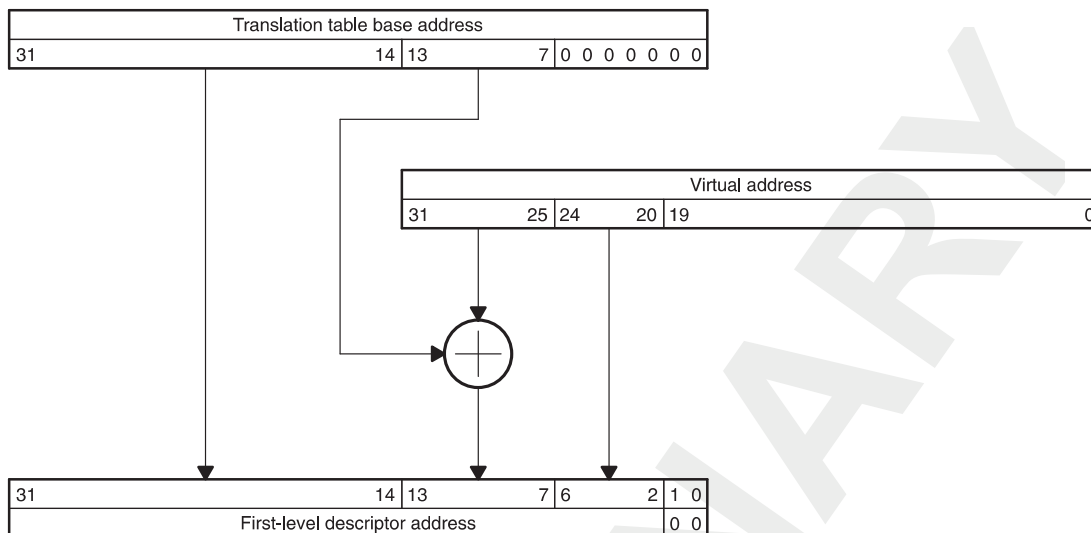 Translation table base address
31 14 13 7 0 0 0 0 0 0 0
Virtual address
31 25 24 20 19 0
31 14 13 7 6 2 1 0
First-level descriptor address 0 0